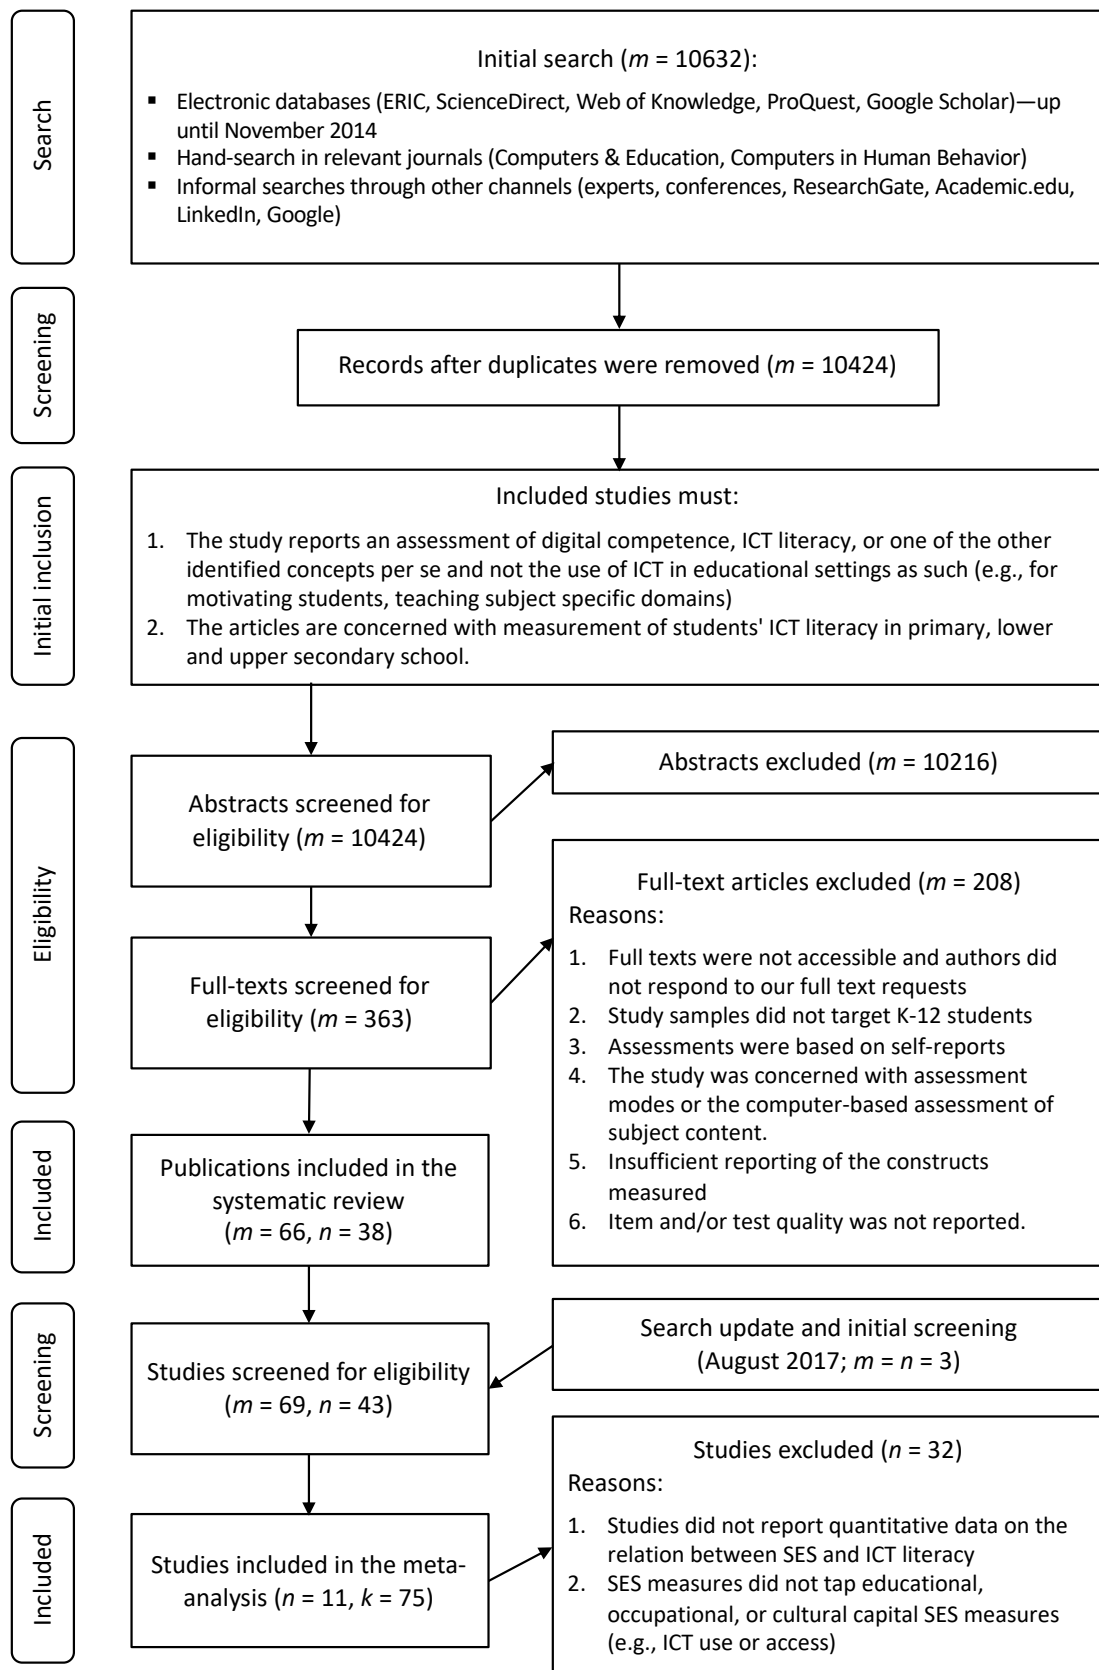 Search
Initial search (m = 10632):
▪ Electronic databases (ERIC, ScienceDirect, Web of Knowledge, ProQuest, Google Scholar)—up
until November 2014
▪ Hand-search in relevant journals (Computers & Education, Computers in Human Behavior)
▪ Informal searches through other channels (experts, conferences, ResearchGate, Academic.edu,
LinkedIn, Google)
Screening
Records after duplicates were removed (m = 10424)
Initial inclusion
Included studies must:
1. The study reports an assessment of digital competence, ICT literacy, or one of the other
identified concepts per se and not the use of ICT in educational settings as such (e.g., for
motivating students, teaching subject specific domains)
2. The articles are concerned with measurement of students' ICT literacy in primary, lower
and upper secondary school.
Eligibility
Abstracts screened for
eligibility (m = 10424)
Abstracts excluded (m = 10216)
Full-texts screened for
eligibility (m = 363)
Full-text articles excluded (m = 208)
Reasons:
1. Full texts were not accessible and authors did
not respond to our full text requests
2. Study samples did not target K-12 students
3. Assessments were based on self-reports
4. The study was concerned with assessment
modes or the computer-based assessment of
subject content.
5. Insufficient reporting of the constructs
measured
6. Item and/or test quality was not reported.
Included
Publications included in the
systematic review
(m = 66, n = 38)
Screening
Studies screened for eligibility
(m = 69, n = 43)
Search update and initial screening
(August 2017; m = n = 3)
Included
Studies included in the meta-
analysis (n = 11, k = 75)
Studies excluded (n = 32)
Reasons:
1. Studies did not report quantitative data on the
relation between SES and ICT literacy
2. SES measures did not tap educational,
occupational, or cultural capital SES measures
(e.g., ICT use or access)